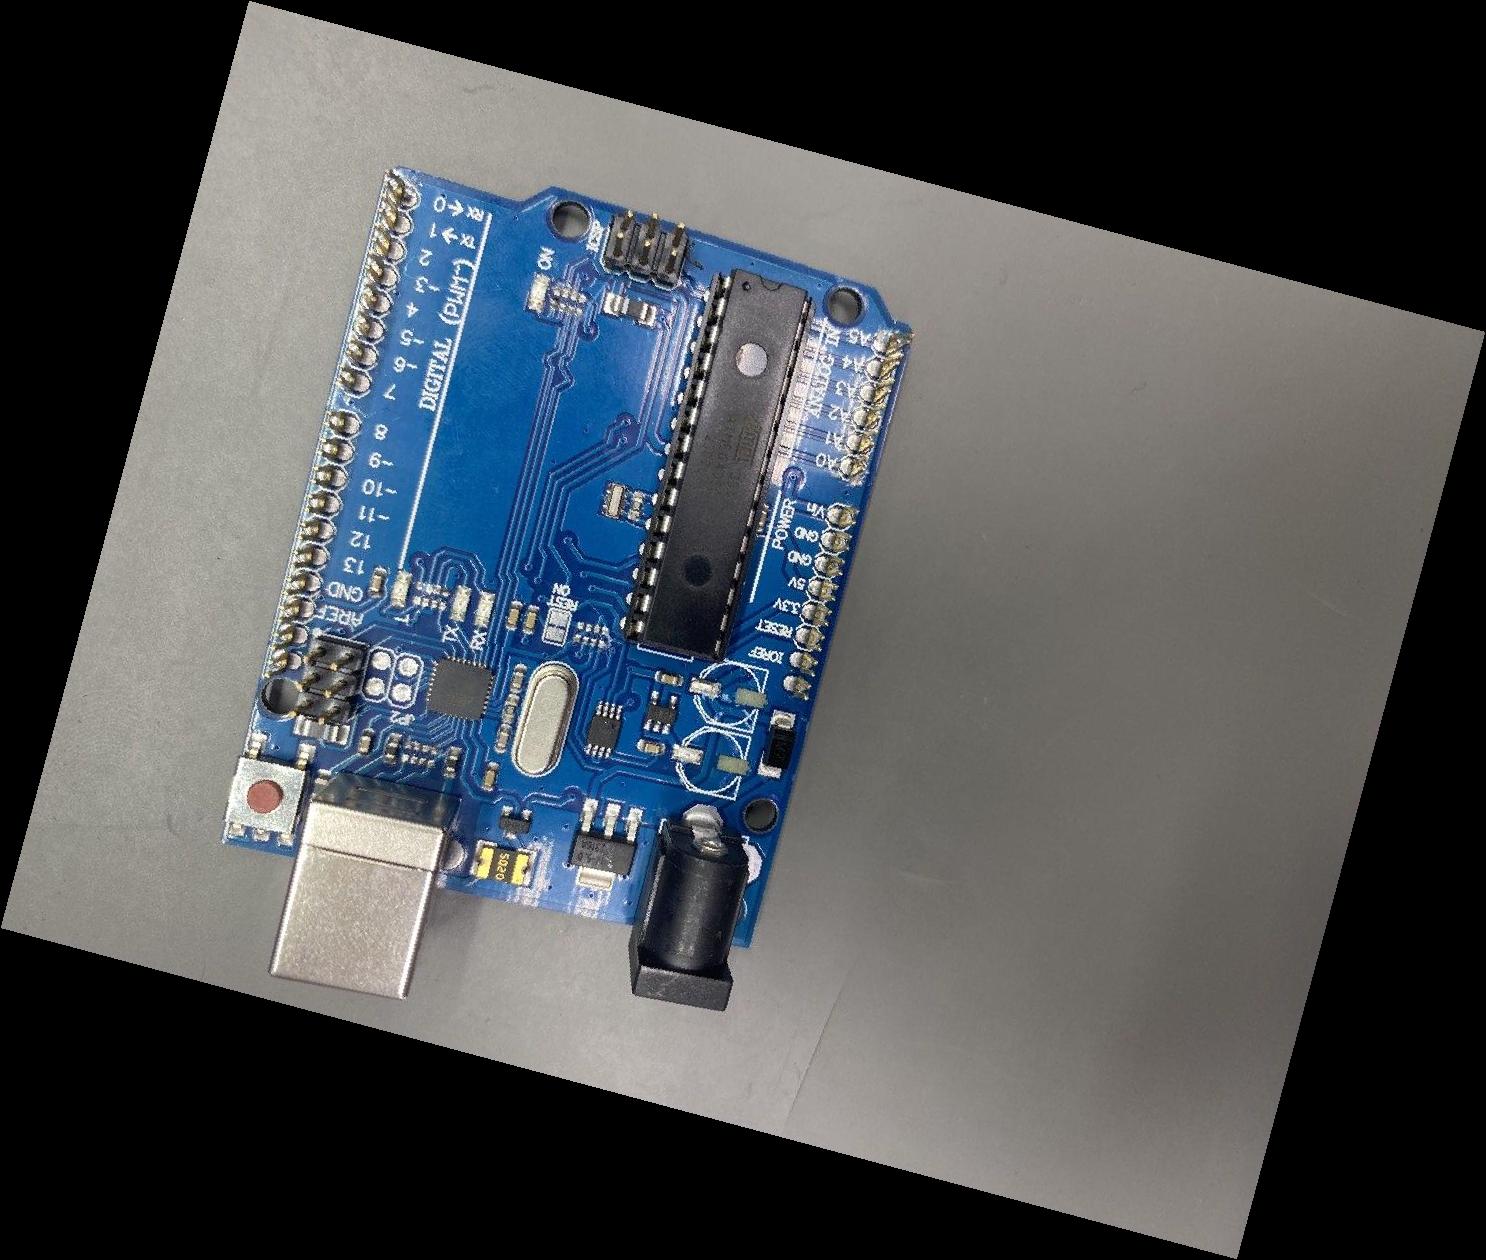 RX←0
TX→1
2
~3
4
~5
~6
7
8
~9
~10
~11
12
13
GND
AREF
DIGITAL (PWM~)
ICSP
ON
L
TX
RX
REST
ON
ANALOG IN
A5
A4
A3
A2
A1
A0
POWER
Vin
GND
GND
5V
3.3V
RESET
IOREF